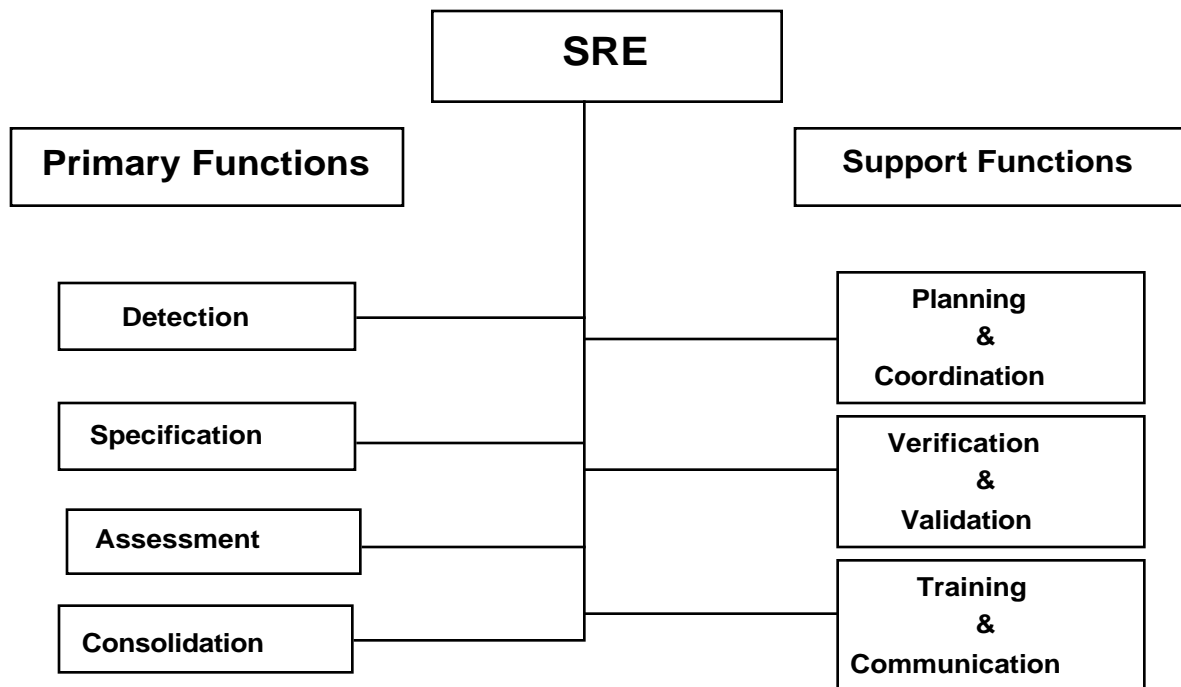 SRE
Primary Functions
Support Functions
Detection
Specification
Assessment
Consolidation
Planning
&
Coordination
Verification
&
Validation
Training
&
Communication